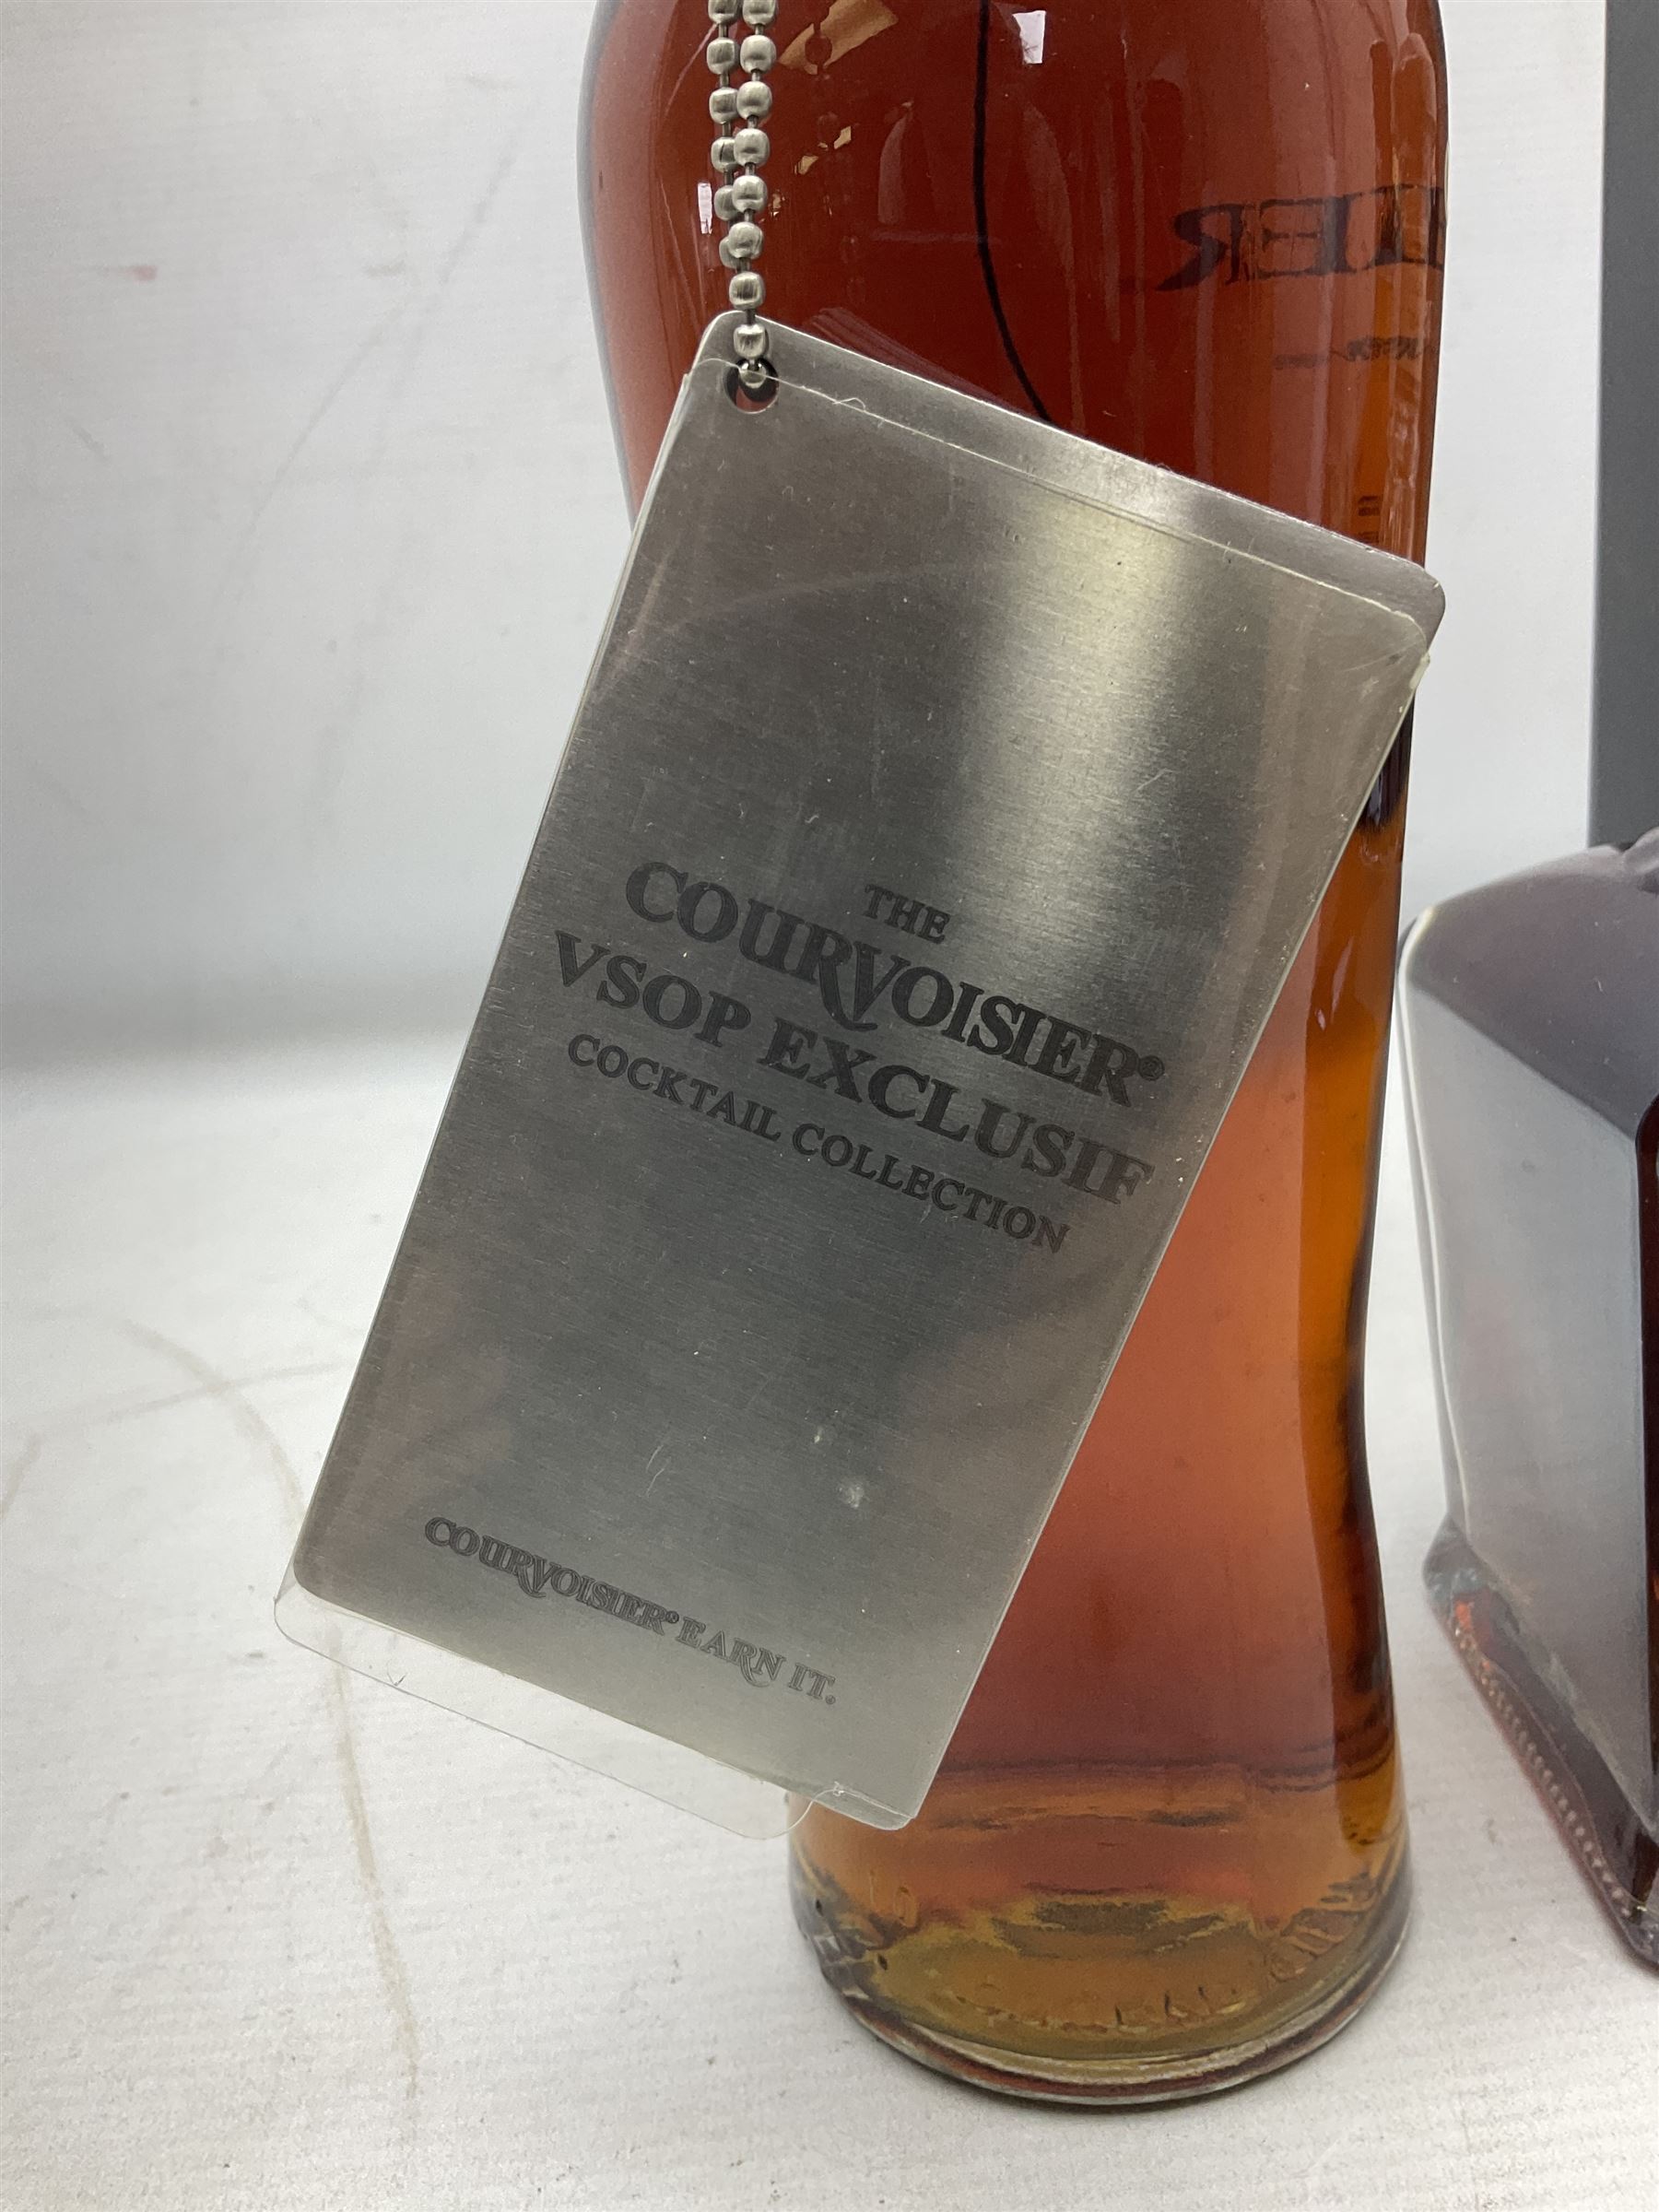 THE
COURVOISIER®
VSOP EXCLUSIF
COCKTAIL COLLECTION
COURVOISIER® EARN IT.